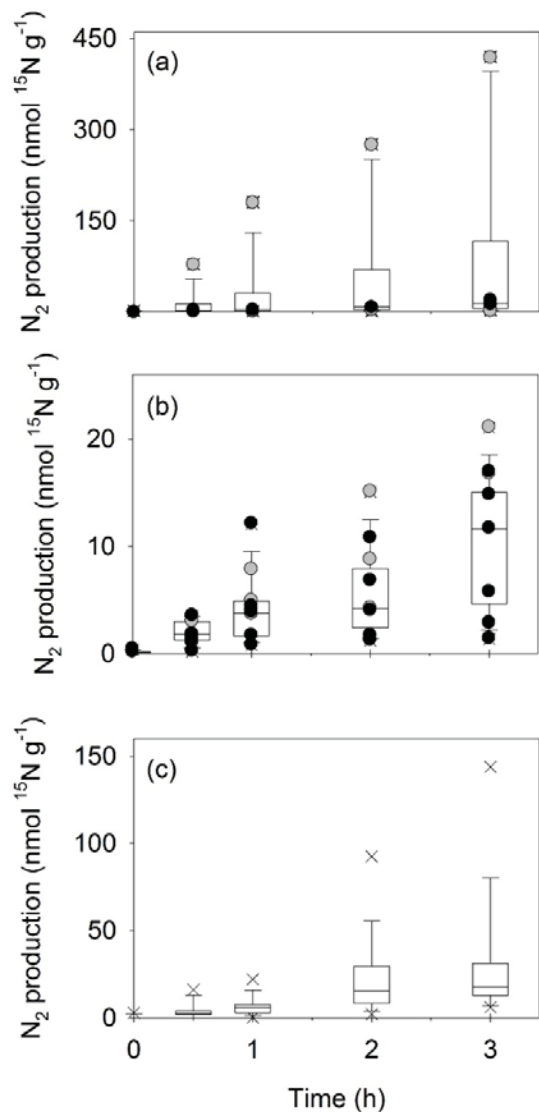 (a)
450
300
150
N₂ production (nmol ¹⁵N g⁻¹)
(b)
20
10
0
N₂ production (nmol ¹⁵N g⁻¹)
(c)
150
100
50
0
N₂ production (nmol ¹⁵N g⁻¹)
0 1 2 3
Time (h)